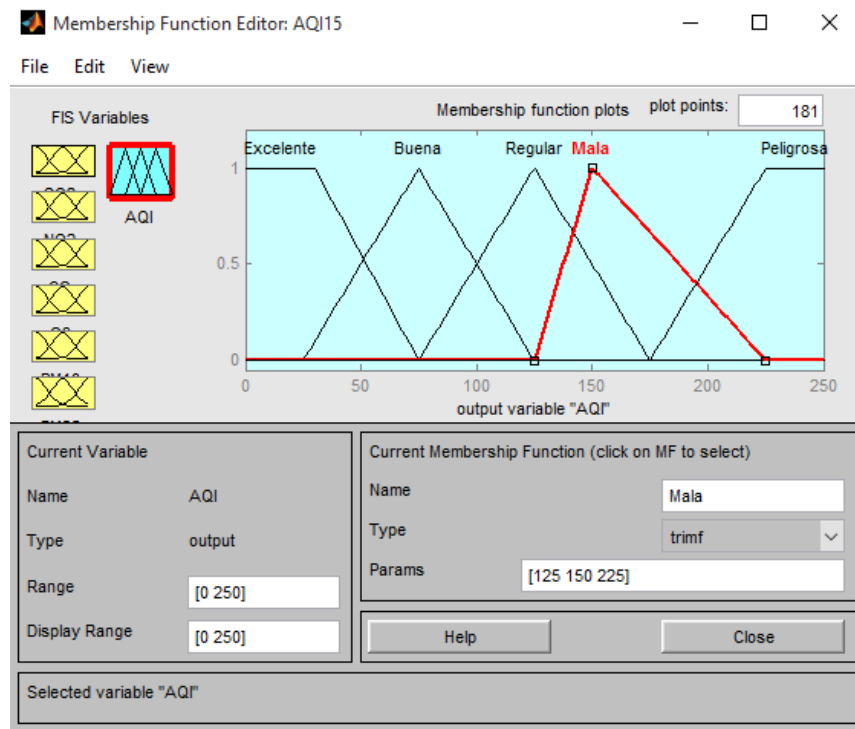 Membership Function Editor: AQI15
File Edit View
FIS Variables
AQI
Membership function plots plot points: 181
Excelente Buena Regular Mala Peligrosa
1
0.5
0
0 50 100 150 200 250
output variable "AQI"
Current Variable
Name AQI
Type output
Range [0 250]
Display Range [0 250]
Current Membership Function (click on MF to select)
Name Mala
Type trimf
Params [125 150 225]
Help Close
Selected variable "AQI"